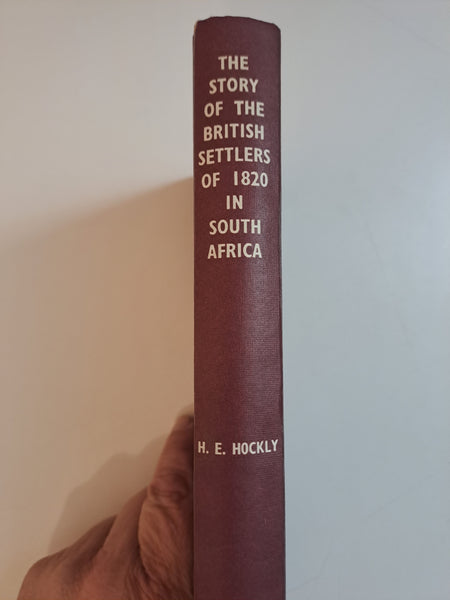 THE
STORY
OF THE
BRITISH
SETTLERS
OF 1820
IN
SOUTH
AFRICA
H. E. HOCKLY